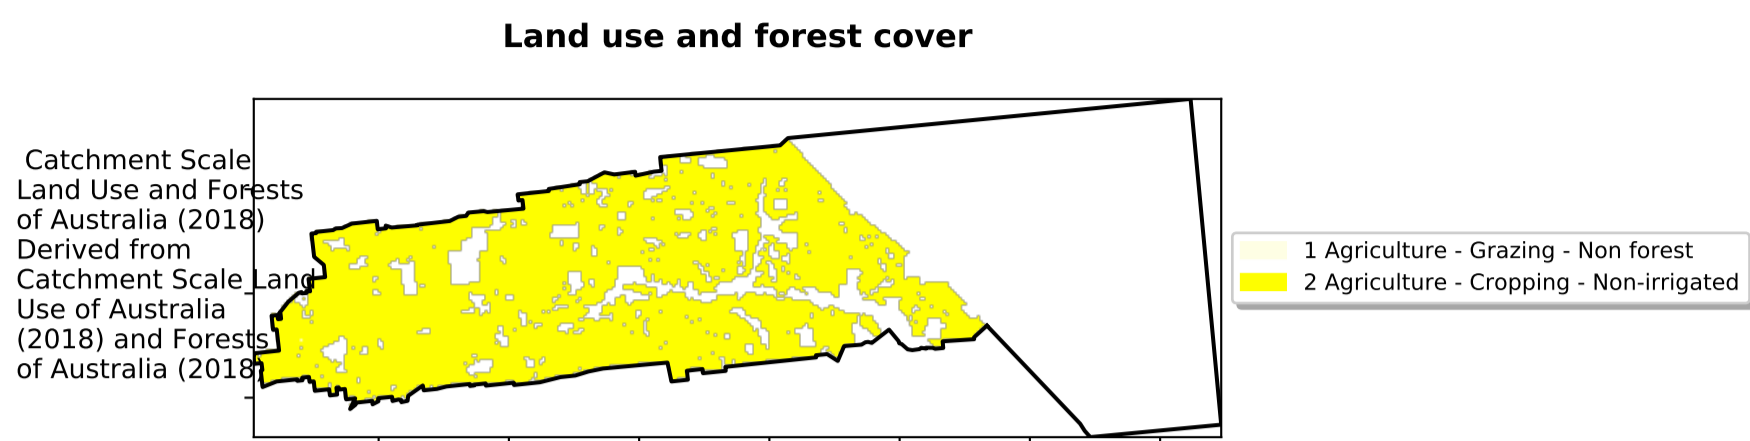 Land use and forest cover
Catchment Scale
Land Use and Forests
of Australia (2018)
Derived from
Catchment Scale Land
Use of Australia
(2018) and Forests
of Australia (2018)
1 Agriculture - Grazing - Non forest
2 Agriculture - Cropping - Non-irrigated